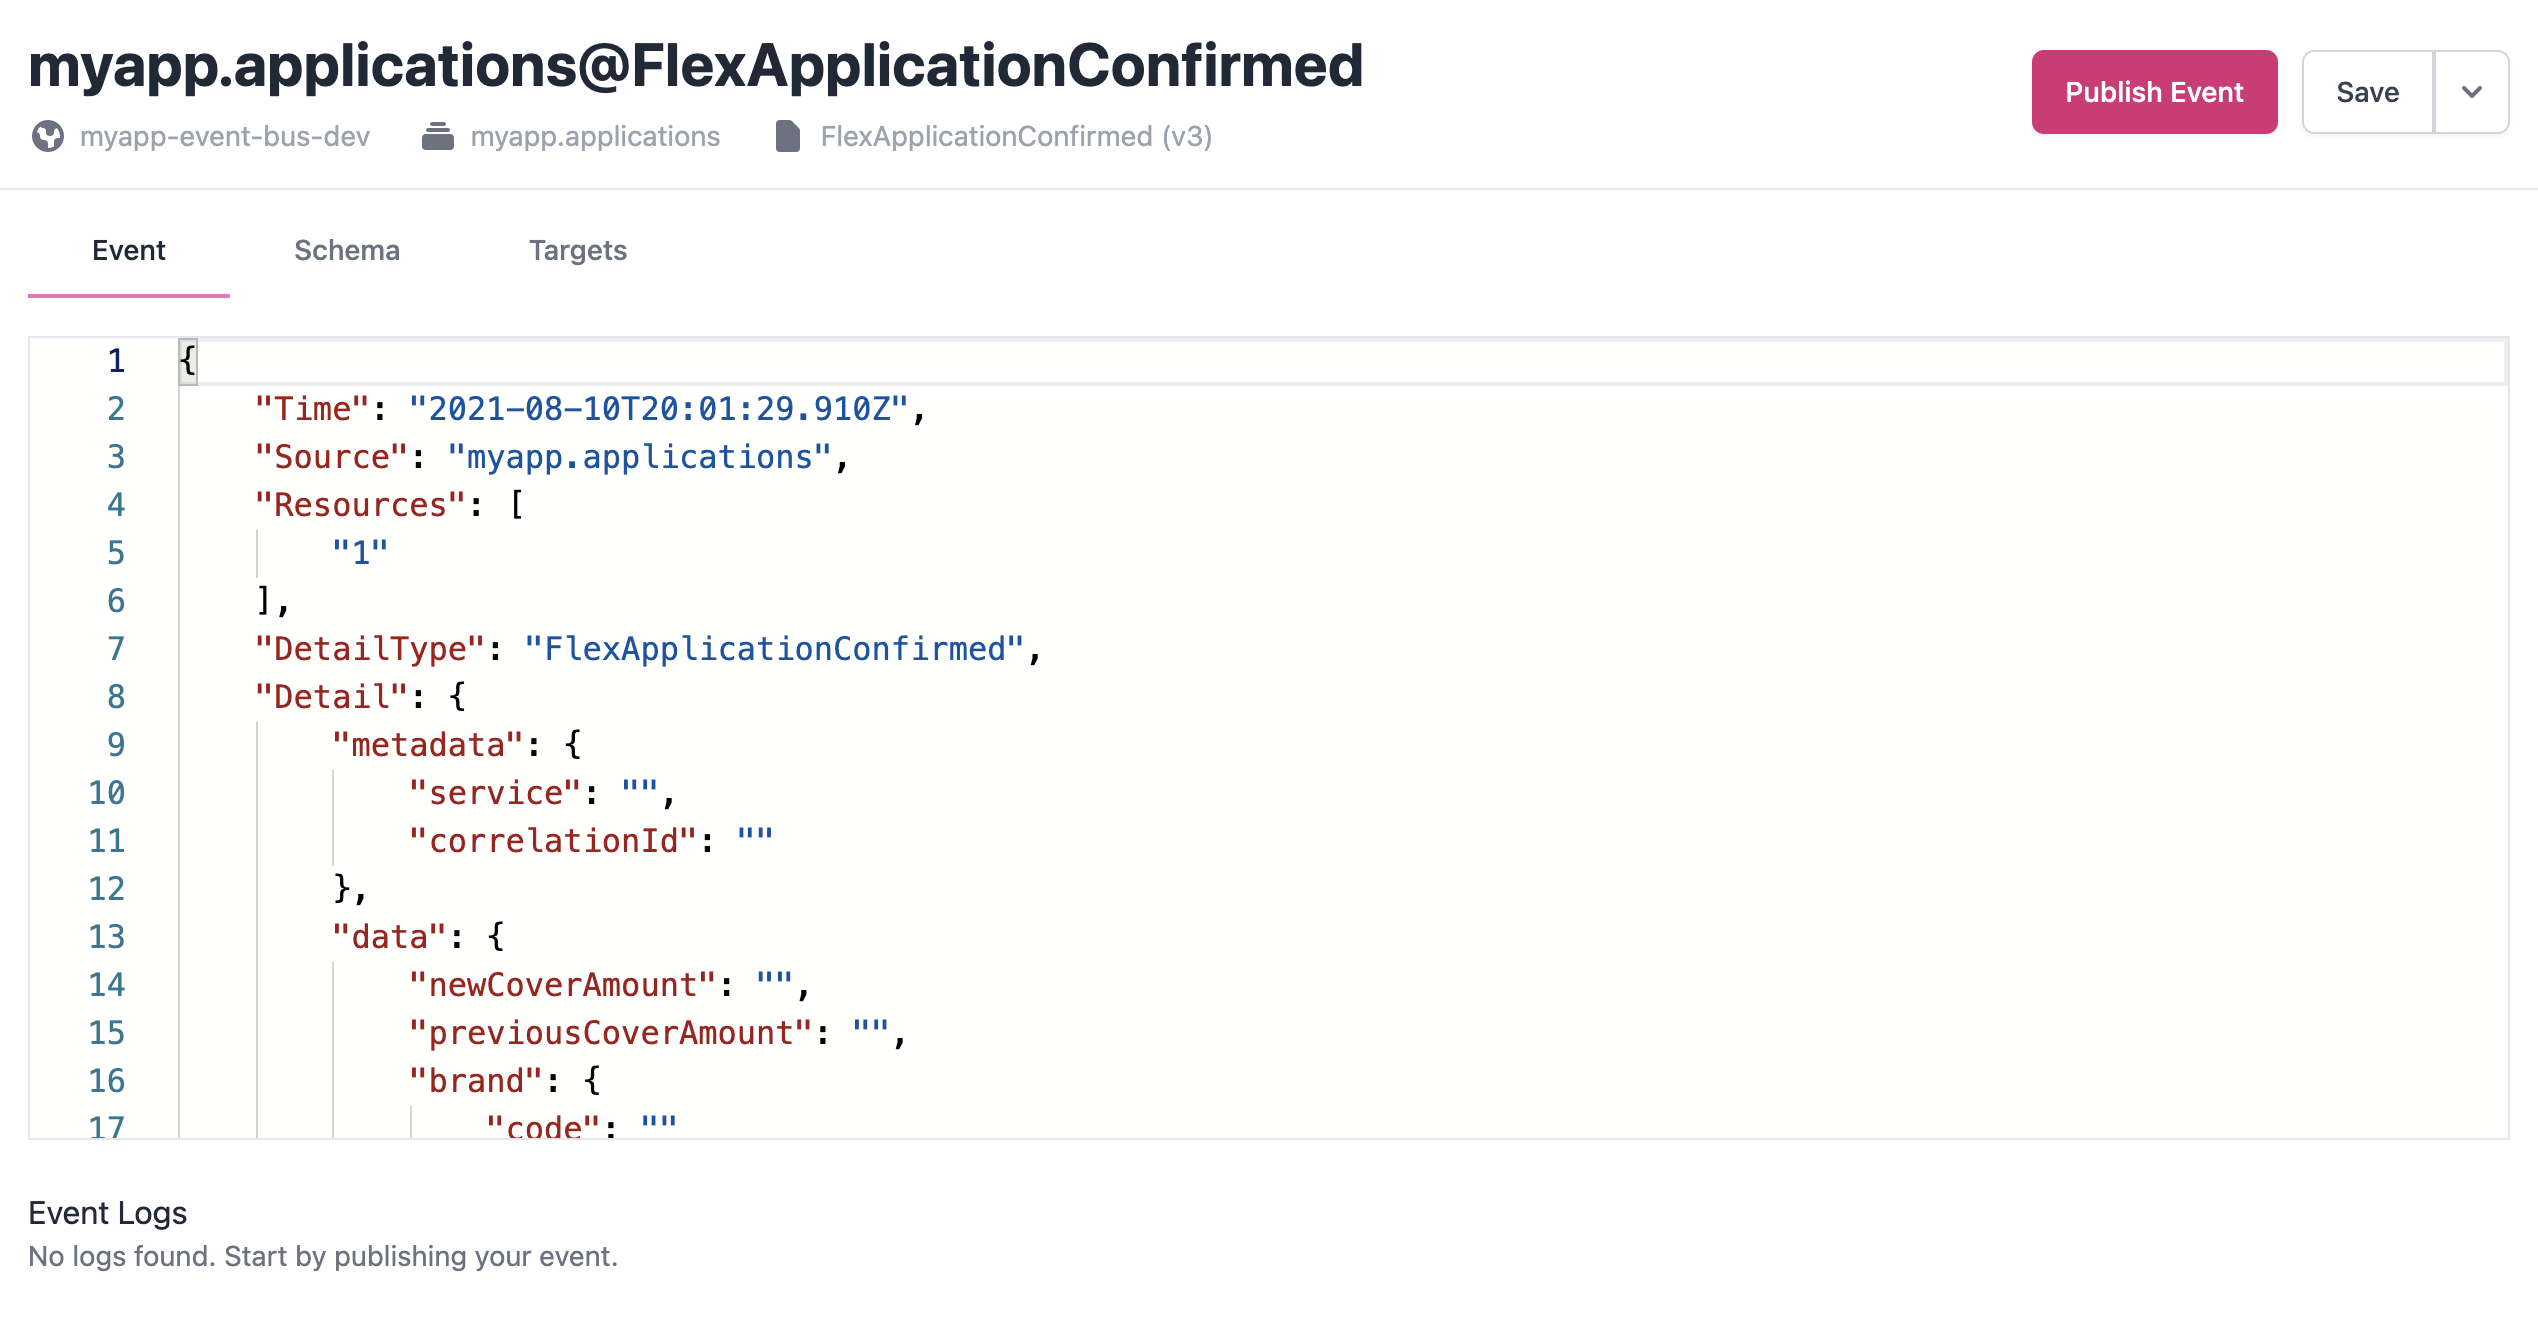 myapp.applications@FlexApplicationConfirmed
myapp-event-bus-dev myapp.applications FlexApplicationConfirmed (v3)
Publish Event Save
Event Schema Targets
1 {
2 "Time": "2021-08-10T20:01:29.910Z",
3 "Source": "myapp.applications",
4 "Resources": [
5 "1"
6 ],
7 "DetailType": "FlexApplicationConfirmed",
8 "Detail": {
9 "metadata": {
10 "service": "",
11 "correlationId": ""
12 },
13 "data": {
14 "newCoverAmount": "",
15 "previousCoverAmount": "",
16 "brand": {
17 "code": ""
Event Logs
No logs found. Start by publishing your event.